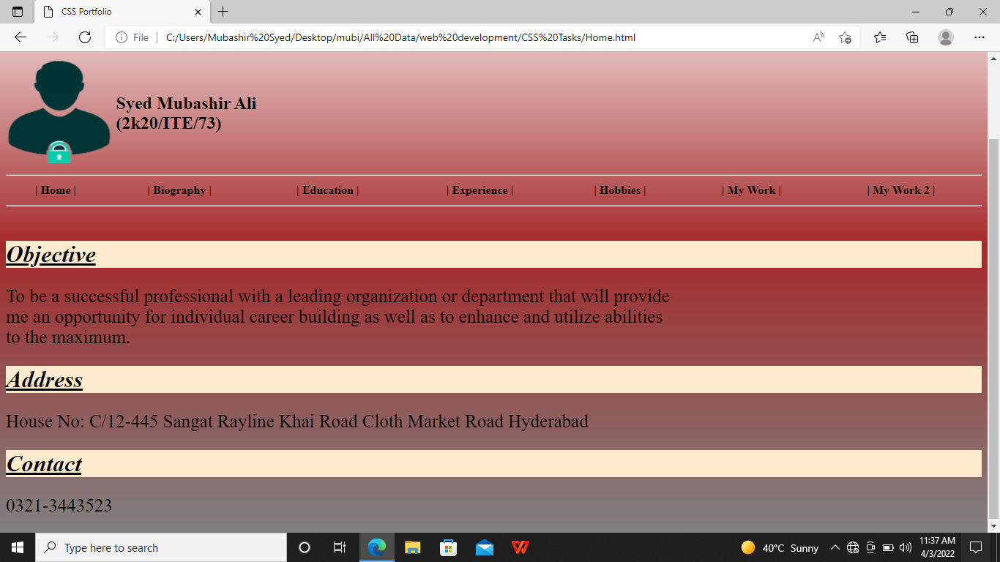 CSS Portfolio
File
C:/Users/Mubashir%20Syed/Desktop/mubi/All%20Data/web%20development/CSS%20Tasks/Home.html
Syed Mubashir Ali
(2k20/ITE/73)
| Home | | Biography | | Education | | Experience | | Hobbies | | My Work | | My Work 2 |
Objective
To be a successful professional with a leading organization or department that will provide
me an opportunity for individual career building as well as to enhance and utilize abilities
to the maximum.
Address
House No: C/12-445 Sangat Rayline Khai Road Cloth Market Road Hyderabad
Contact
0321-3443523
Type here to search
40°C Sunny
11:37 AM
4/3/2022